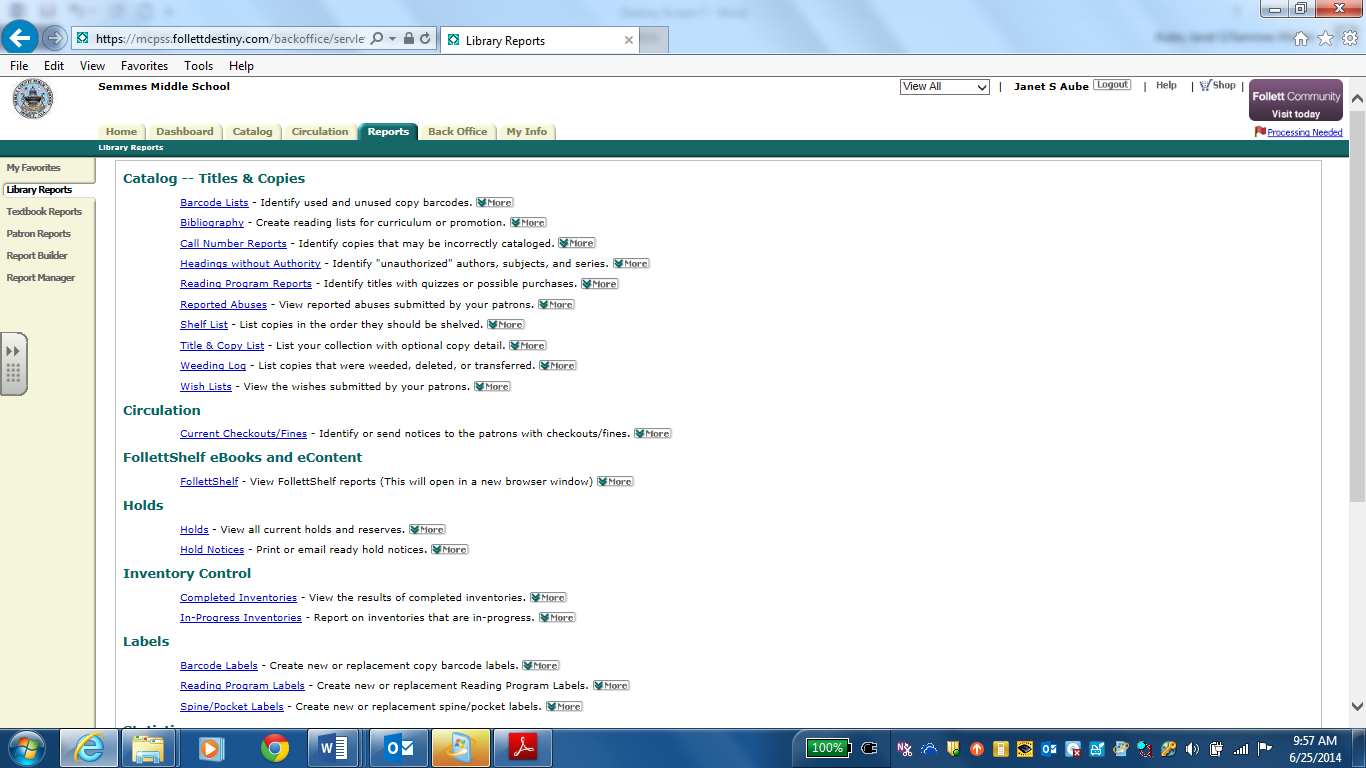 https://mcpss.follettdestiny.com/backoffice/servle
Library Reports
File Edit View Favorites Tools Help
Semmes Middle School
View All
Janet S Aube
Logout
Help
Shop
Follett Community
Visit today
Home
Dashboard
Catalog
Circulation
Reports
Back Office
My Info
Processing Needed
Library Reports
My Favorites
Library Reports
Textbook Reports
Patron Reports
Report Builder
Report Manager
Catalog -- Titles & Copies
Barcode Lists - Identify used and unused copy barcodes. More
Bibliography - Create reading lists for curriculum or promotion. More
Call Number Reports - Identify copies that may be incorrectly cataloged. More
Headings without Authority - Identify "unauthorized" authors, subjects, and series. More
Reading Program Reports - Identify titles with quizzes or possible purchases. More
Reported Abuses - View reported abuses submitted by your patrons. More
Shelf List - List copies in the order they should be shelved. More
Title & Copy List - List your collection with optional copy detail. More
Weeding Log - List copies that were weeded, deleted, or transferred. More
Wish Lists - View the wishes submitted by your patrons. More
Circulation
Current Checkouts/Fines - Identify or send notices to the patrons with checkouts/fines. More
FollettShelf eBooks and eContent
FollettShelf - View FollettShelf reports (This will open in a new browser window) More
Holds
Holds - View all current holds and reserves. More
Hold Notices - Print or email ready hold notices. More
Inventory Control
Completed Inventories - View the results of completed inventories. More
In-Progress Inventories - Report on inventories that are in-progress. More
Labels
Barcode Labels - Create new or replacement copy barcode labels. More
Reading Program Labels - Create new or replacement Reading Program Labels. More
Spine/Pocket Labels - Create new or replacement spine/pocket labels. More
100%
9:57 AM
6/25/2014